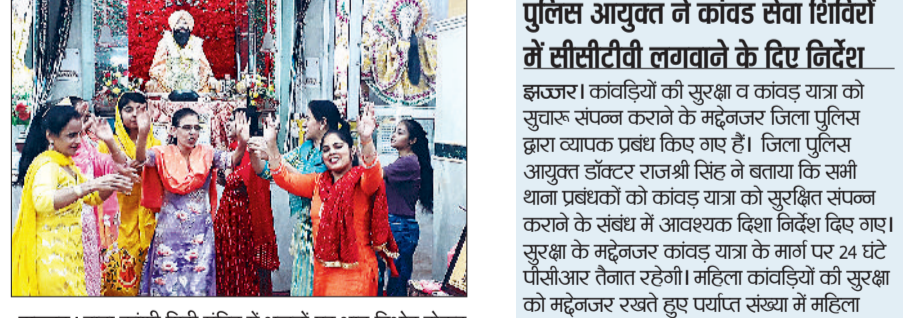 पुलिस आयुक्त ने कांवड सेवा शिविरों
में सीसीटीवी लगवाने के दिए निर्देश
झज्जर। कांवड़ियों की सुरक्षा व कांवड़ यात्रा को
सुचारू संपन्न कराने के मद्देनजर जिला पुलिस
द्वारा व्यापक प्रबंध किए गए हैं। जिला पुलिस
आयुक्त डॉक्टर राजश्री सिंह ने बताया कि सभी
थाना प्रबंधकों को कांवड़ यात्रा को सुरक्षित संपन्न
कराने के संबंध में आवश्यक दिशा निर्देश दिए गए।
सुरक्षा के मद्देनजर कांवड़ यात्रा के मार्ग पर 24 घंटे
पीसीआर तैनात रहेगी। महिला कांवड़ियों की सुरक्षा
को मद्देनजर रखते हुए पर्याप्त संख्या में महिला